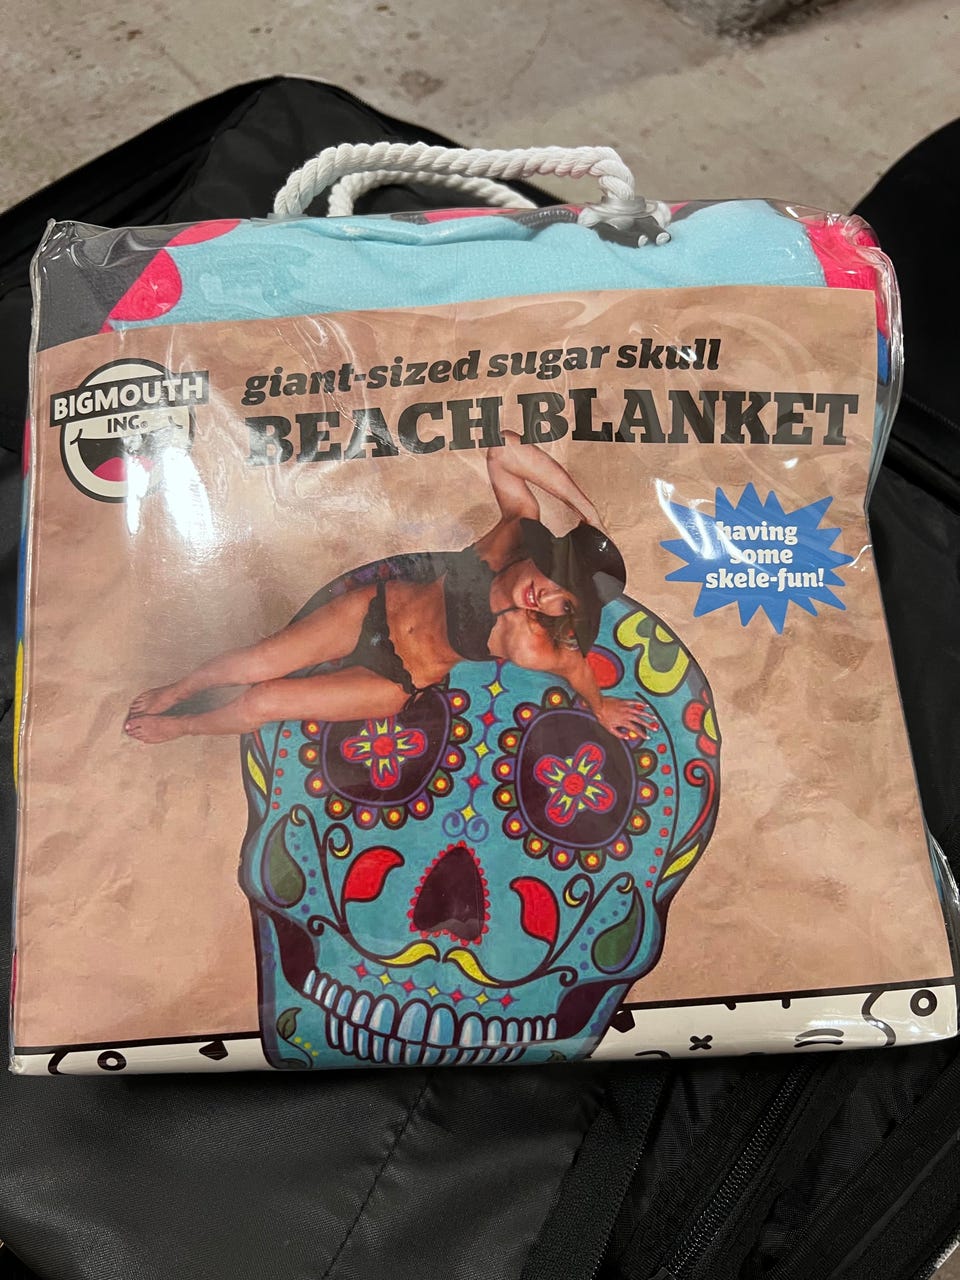 BIGMOUTH
INC.®
giant-sized sugar skull
BEACH BLANKET
having
some
skele-fun!